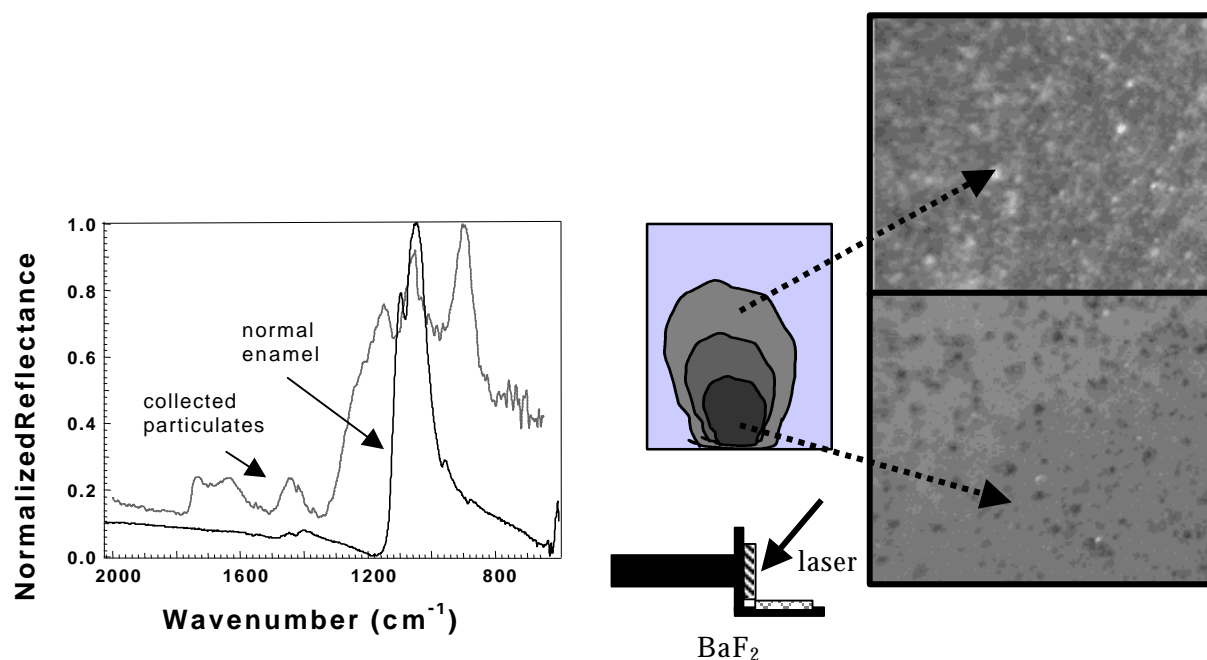 NormalizedReflectance
1.0
0.8
0.6
0.4
0.2
0.0
normal
enamel
collected
particulates
2000
1600
1200
800
Wavenumber (cm⁻¹)
laser
BaF₂